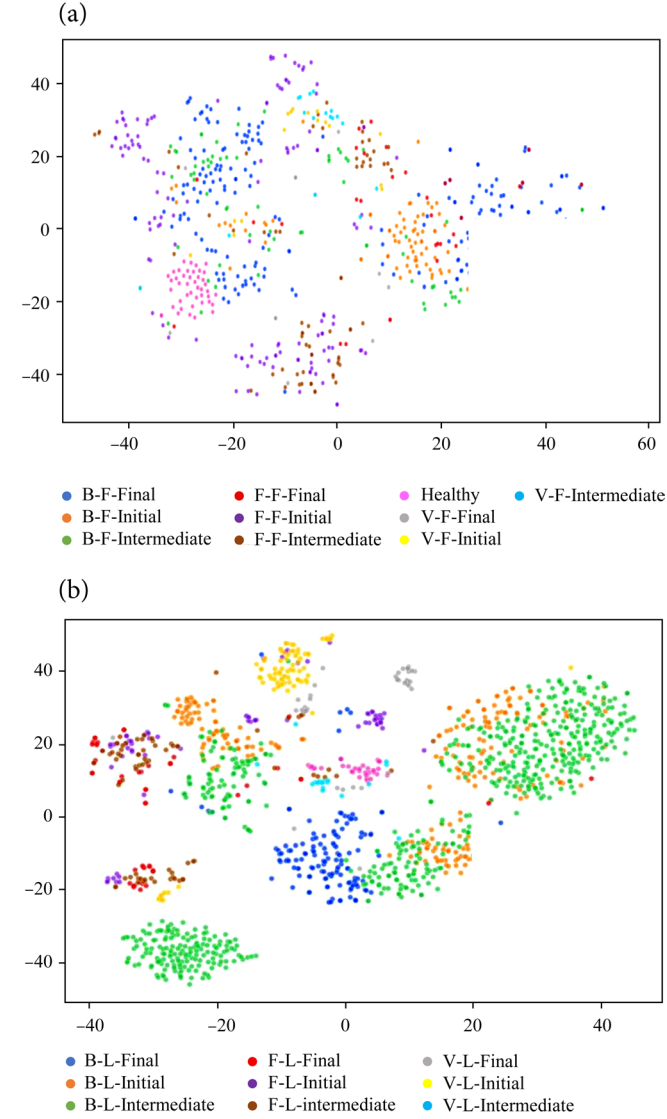 (a)
40
20
0
−20
−40
−40 −20 0 20 40 60
B-F-Final F-F-Final Healthy V-F-Intermediate
B-F-Initial F-F-Initial V-F-Final
B-F-Intermediate F-F-Intermediate V-F-Initial
(b)
40
20
0
−20
−40
−40 −20 0 20 40
B-L-Final F-L-Final V-L-Final
B-L-Initial F-L-Initial V-L-Initial
B-L-Intermediate F-L-intermediate V-L-Intermediate